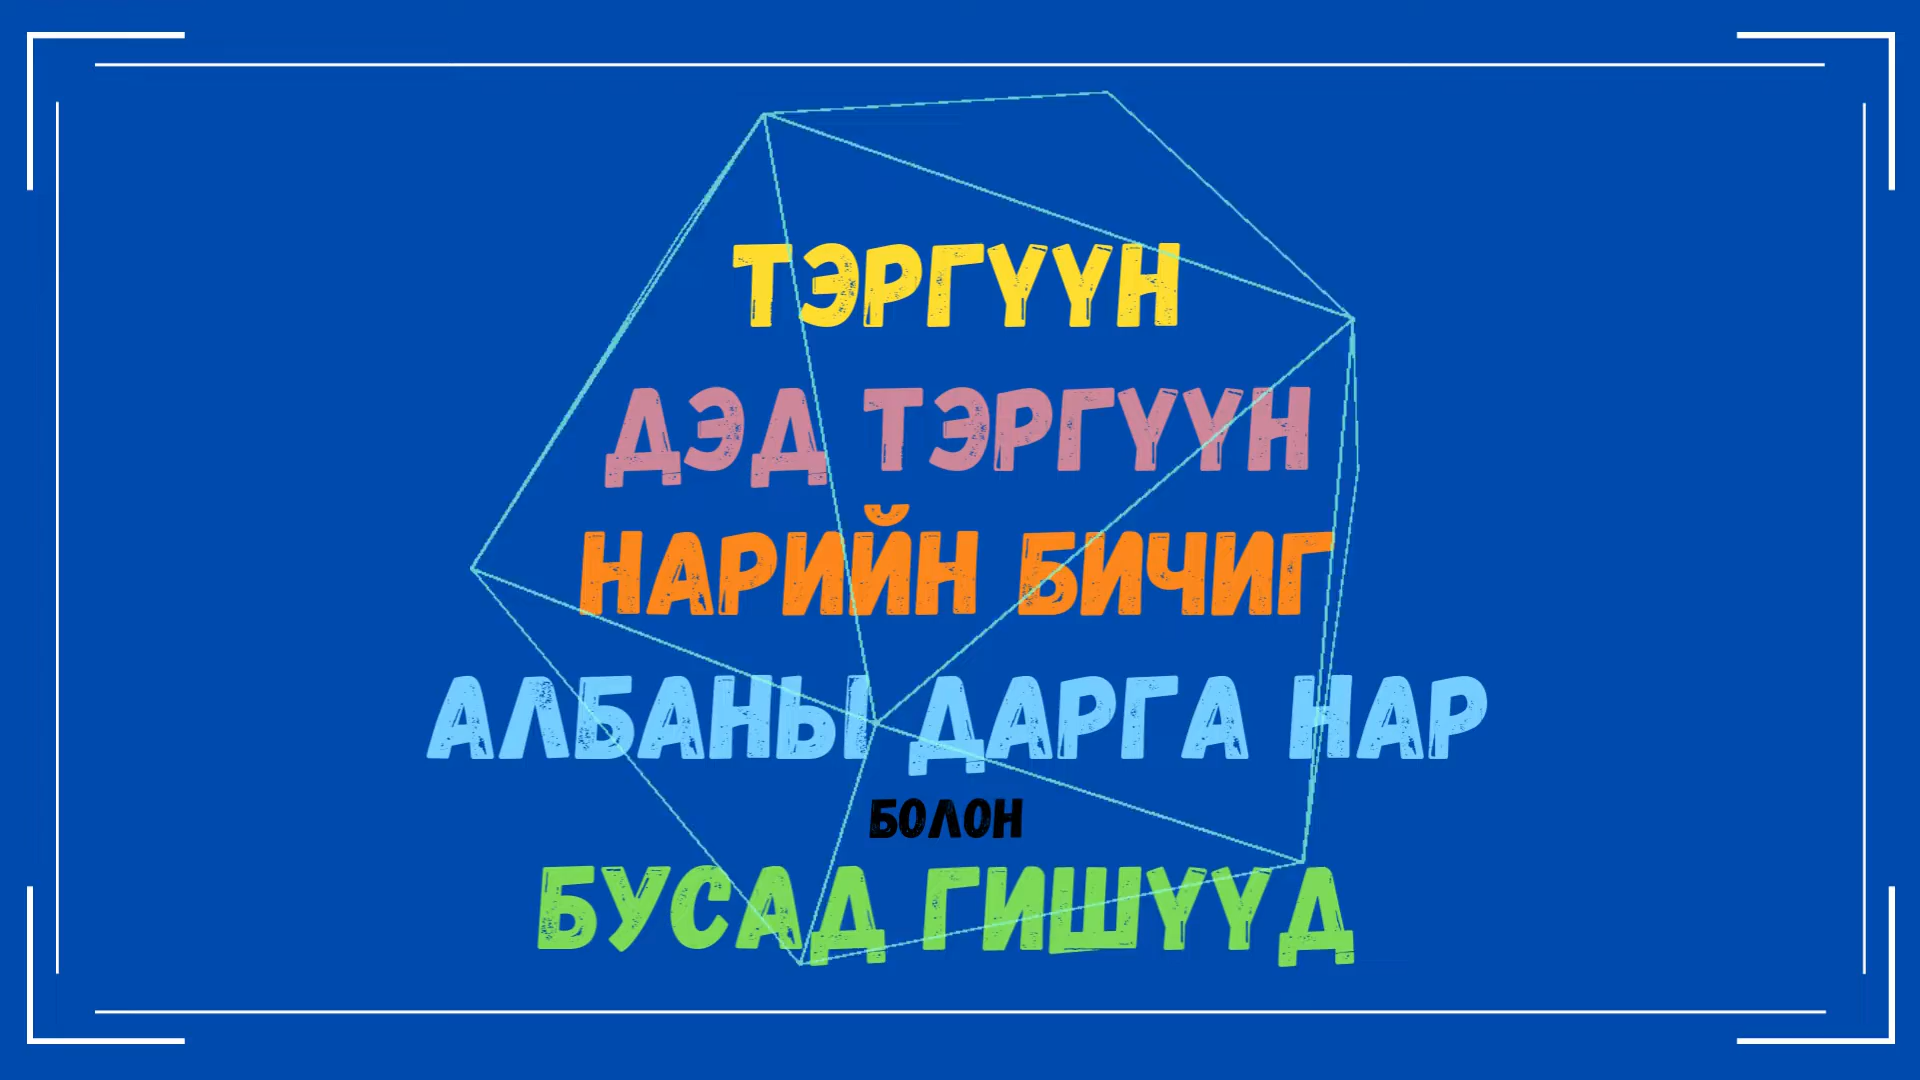 ТЭРГҮҮН
ДЭД ТЭРГҮҮН
НАРИЙН БИЧИГ
АЛБАНЫ ДАРГА НАР
БОЛОН
БУСАД ГИШҮҮД